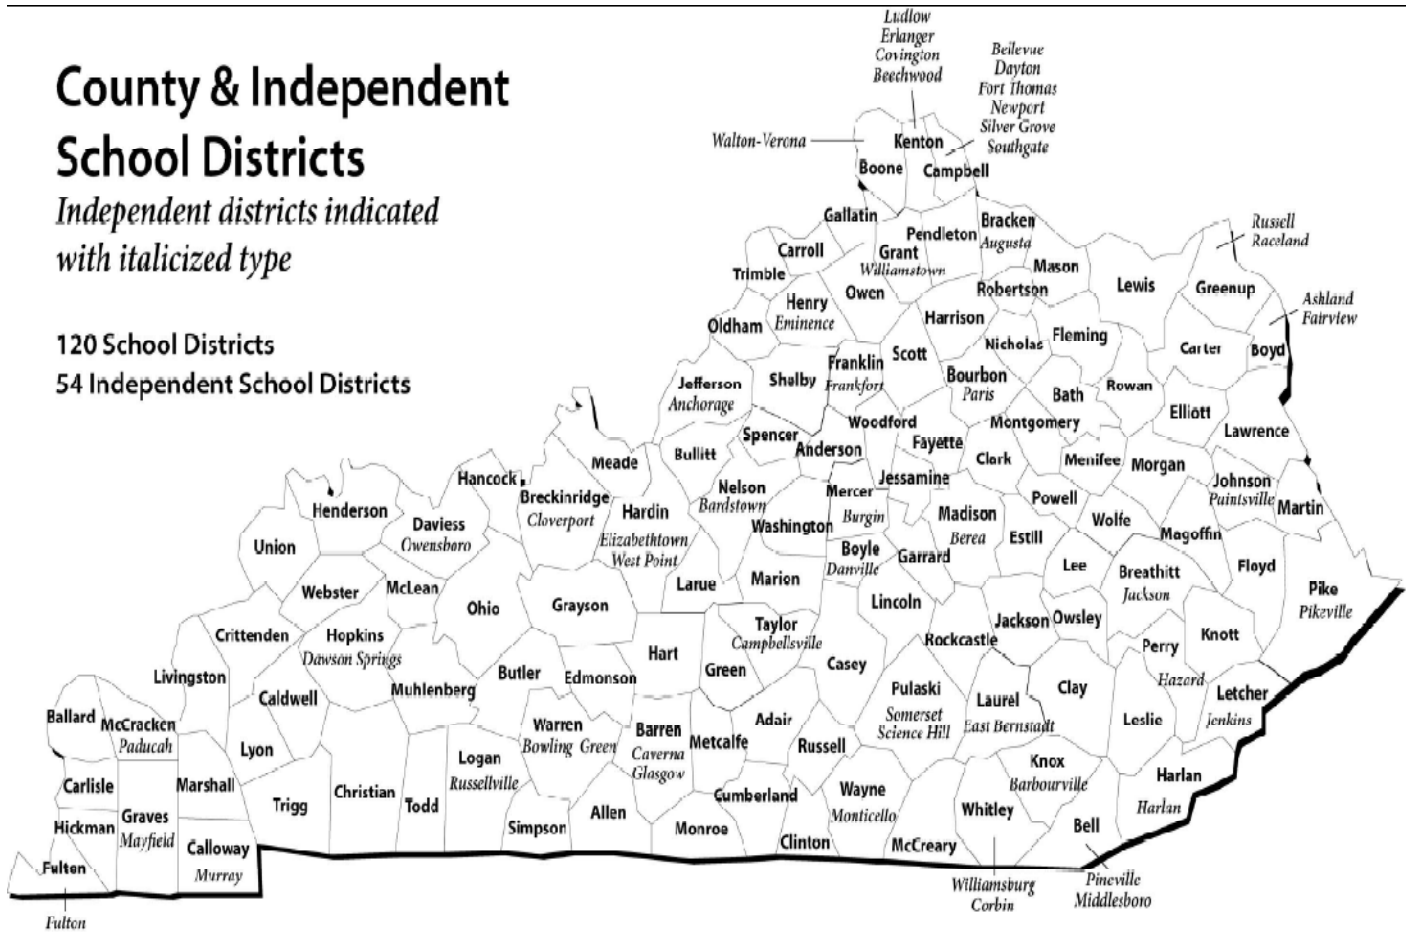 County & Independent
School Districts
Independent districts indicated
with italicized type
120 School Districts
54 Independent School Districts
Ludlow
Erlanger
Covington
Beechwood
Bellevue
Dayton
Fort Thomas
Newport
Silver Grove
Southgate
Walton-Verona
Kenton
Boone
Campbell
Gallatin
Bracken
Augusta
Pendleton
Carroll
Grant
Williamstown
Russell
Raceland
Trimble
Mason
Owen
Robertson
Lewis
Greenup
Henry
Eminence
Ashland
Fairview
Oldham
Harrison
Nicholas
Fleming
Franklin
Frankfort
Scott
Carter
Boyd
Jefferson
Anchorage
Shelby
Bourbon
Paris
Bath
Rowan
Elliott
Woodford
Montgomery
Lawrence
Spencer
Anderson
Fayette
Bullitt
Clark
Menifee
Morgan
Meade
Hancock
Jessamine
Johnson
Paintsville
Breckinridge
Cloverport
Nelson
Bardstown
Mercer
Burgin
Powell
Martin
Henderson
Daviess
Owensboro
Hardin
Elizabethtown
West Point
Washington
Madison
Berea
Wolfe
Magoffin
Estill
Union
Boyle
Danville
Garrard
Lee
Breathitt
Jackson
Floyd
Webster
McLean
Larue
Marion
Pike
Pikeville
Ohio
Grayson
Lincoln
Jackson
Owsley
Crittenden
Hopkins
Dawson Springs
Taylor
Campbellsville
Rockcastle
Perry
Hazard
Knott
Livingston
Hart
Green
Casey
Butler
Edmonson
Caldwell
Muhlenberg
Pulaski
Somerset
Science Hill
Laurel
East Bernstadt
Clay
Leslie
Letcher
Jenkins
Ballard
McCracken
Paducah
Warren
Bowling Green
Barren
Caverna
Glasgow
Metcalfe
Adair
Russell
Lyon
Logan
Russellville
Knox
Barbourville
Harlan
Harlan
Carlisle
Marshall
Trigg
Christian
Todd
Wayne
Monticello
Cumberland
Whitley
Hickman
Graves
Mayfield
Simpson
Allen
Monroe
Bell
Calloway
Murray
Clinton
McCreary
Fulton
Fulton
Williamsburg
Corbin
Pineville
Middlesboro